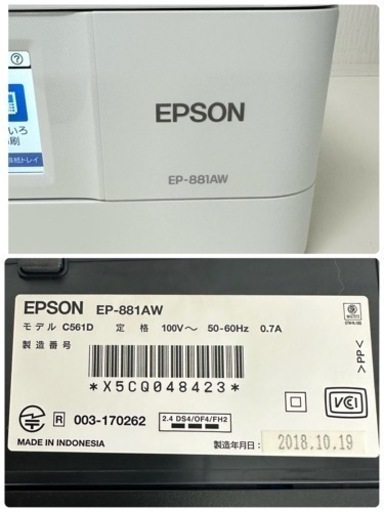 ?
いろ
刷
排紙トレイ
EPSON
EP-881AW
EPSON EP-881AW
モデル C561D 定格 100V～ 50-60Hz 0.7A
製造番号
*X5CQ048423*
>PP<
R 003-170262
2.4 DS4/OF4/FH2
VCI
MADE IN INDONESIA
製造年月日: 2018.10.19